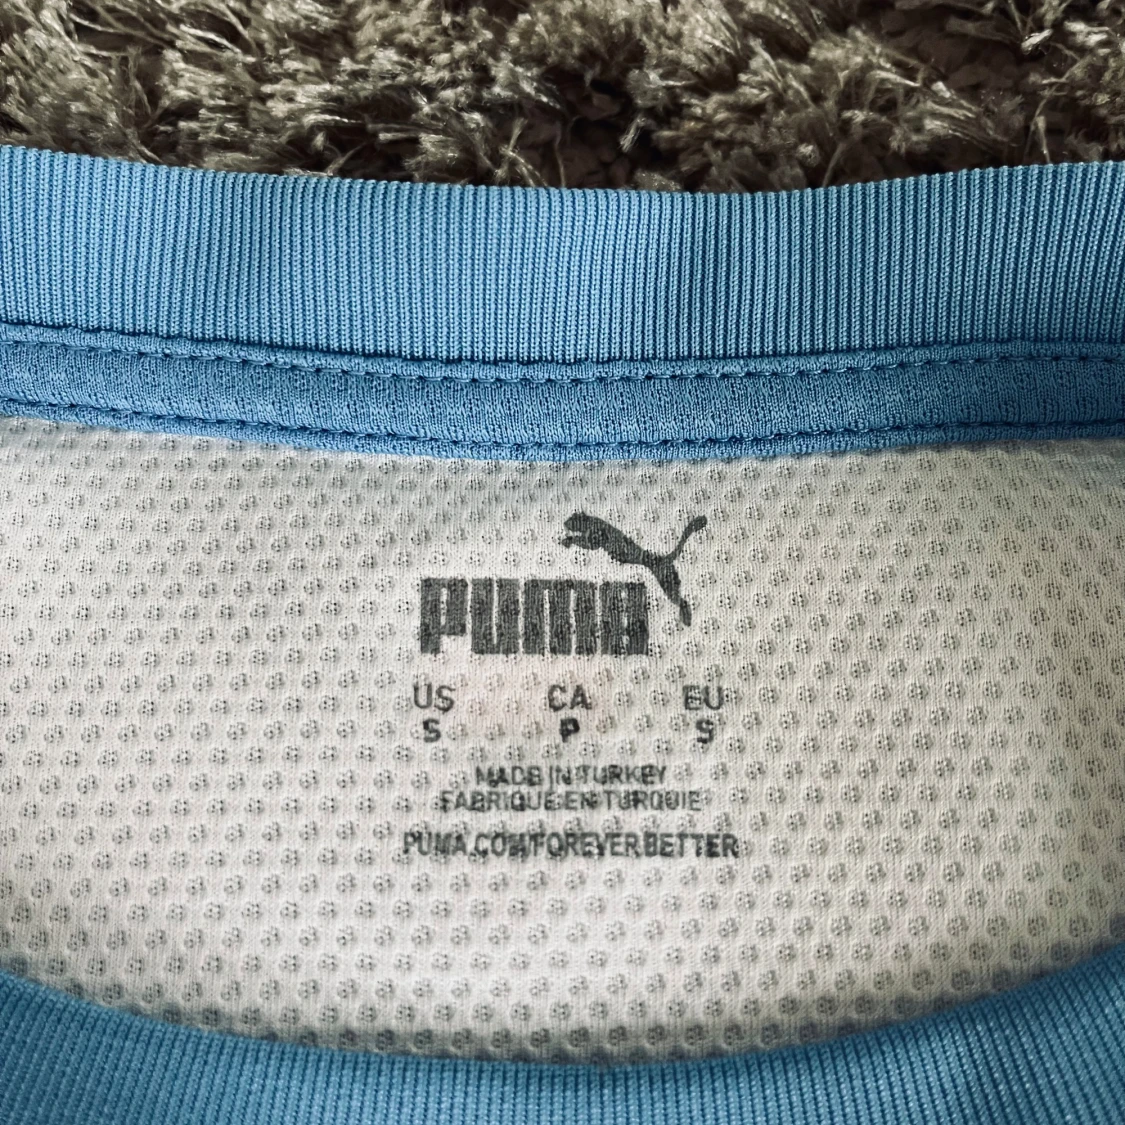 PUMA
US CA EU
S P S
MADE IN TURKEY
FABRIQUE EN TURQUIE
PUMA.COM/FOREVERBETTER